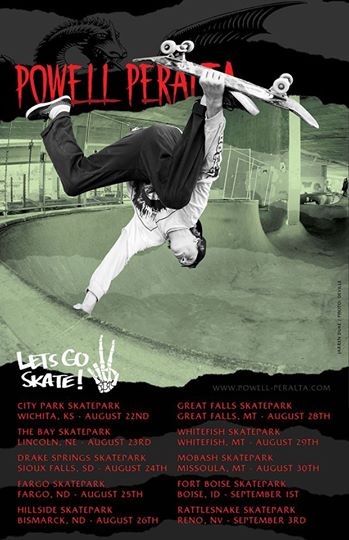 POWELL PERALTA
LET'S GO
SKATE!
WWW.POWELL-PERALTA.COM
CITY PARK SKATEPARK
WICHITA, KS - AUGUST 22ND
THE BAY SKATEPARK
LINCOLN, NE - AUGUST 23RD
DRAKE SPRINGS SKATEPARK
SIOUX FALLS, SD - AUGUST 24TH
FARGO SKATEPARK
FARGO, ND - AUGUST 25TH
HILLSIDE SKATEPARK
BISMARCK, ND - AUGUST 26TH
GREAT FALLS SKATEPARK
GREAT FALLS, MT - AUGUST 28TH
WHITEFISH SKATEPARK
WHITEFISH, MT - AUGUST 29TH
MOBASH SKATEPARK
MISSOULA, MT - AUGUST 30TH
FORT BOISE SKATEPARK
BOISE, ID - SEPTEMBER 1ST
RATTLESNAKE SKATEPARK
RENO, NV - SEPTEMBER 3RD